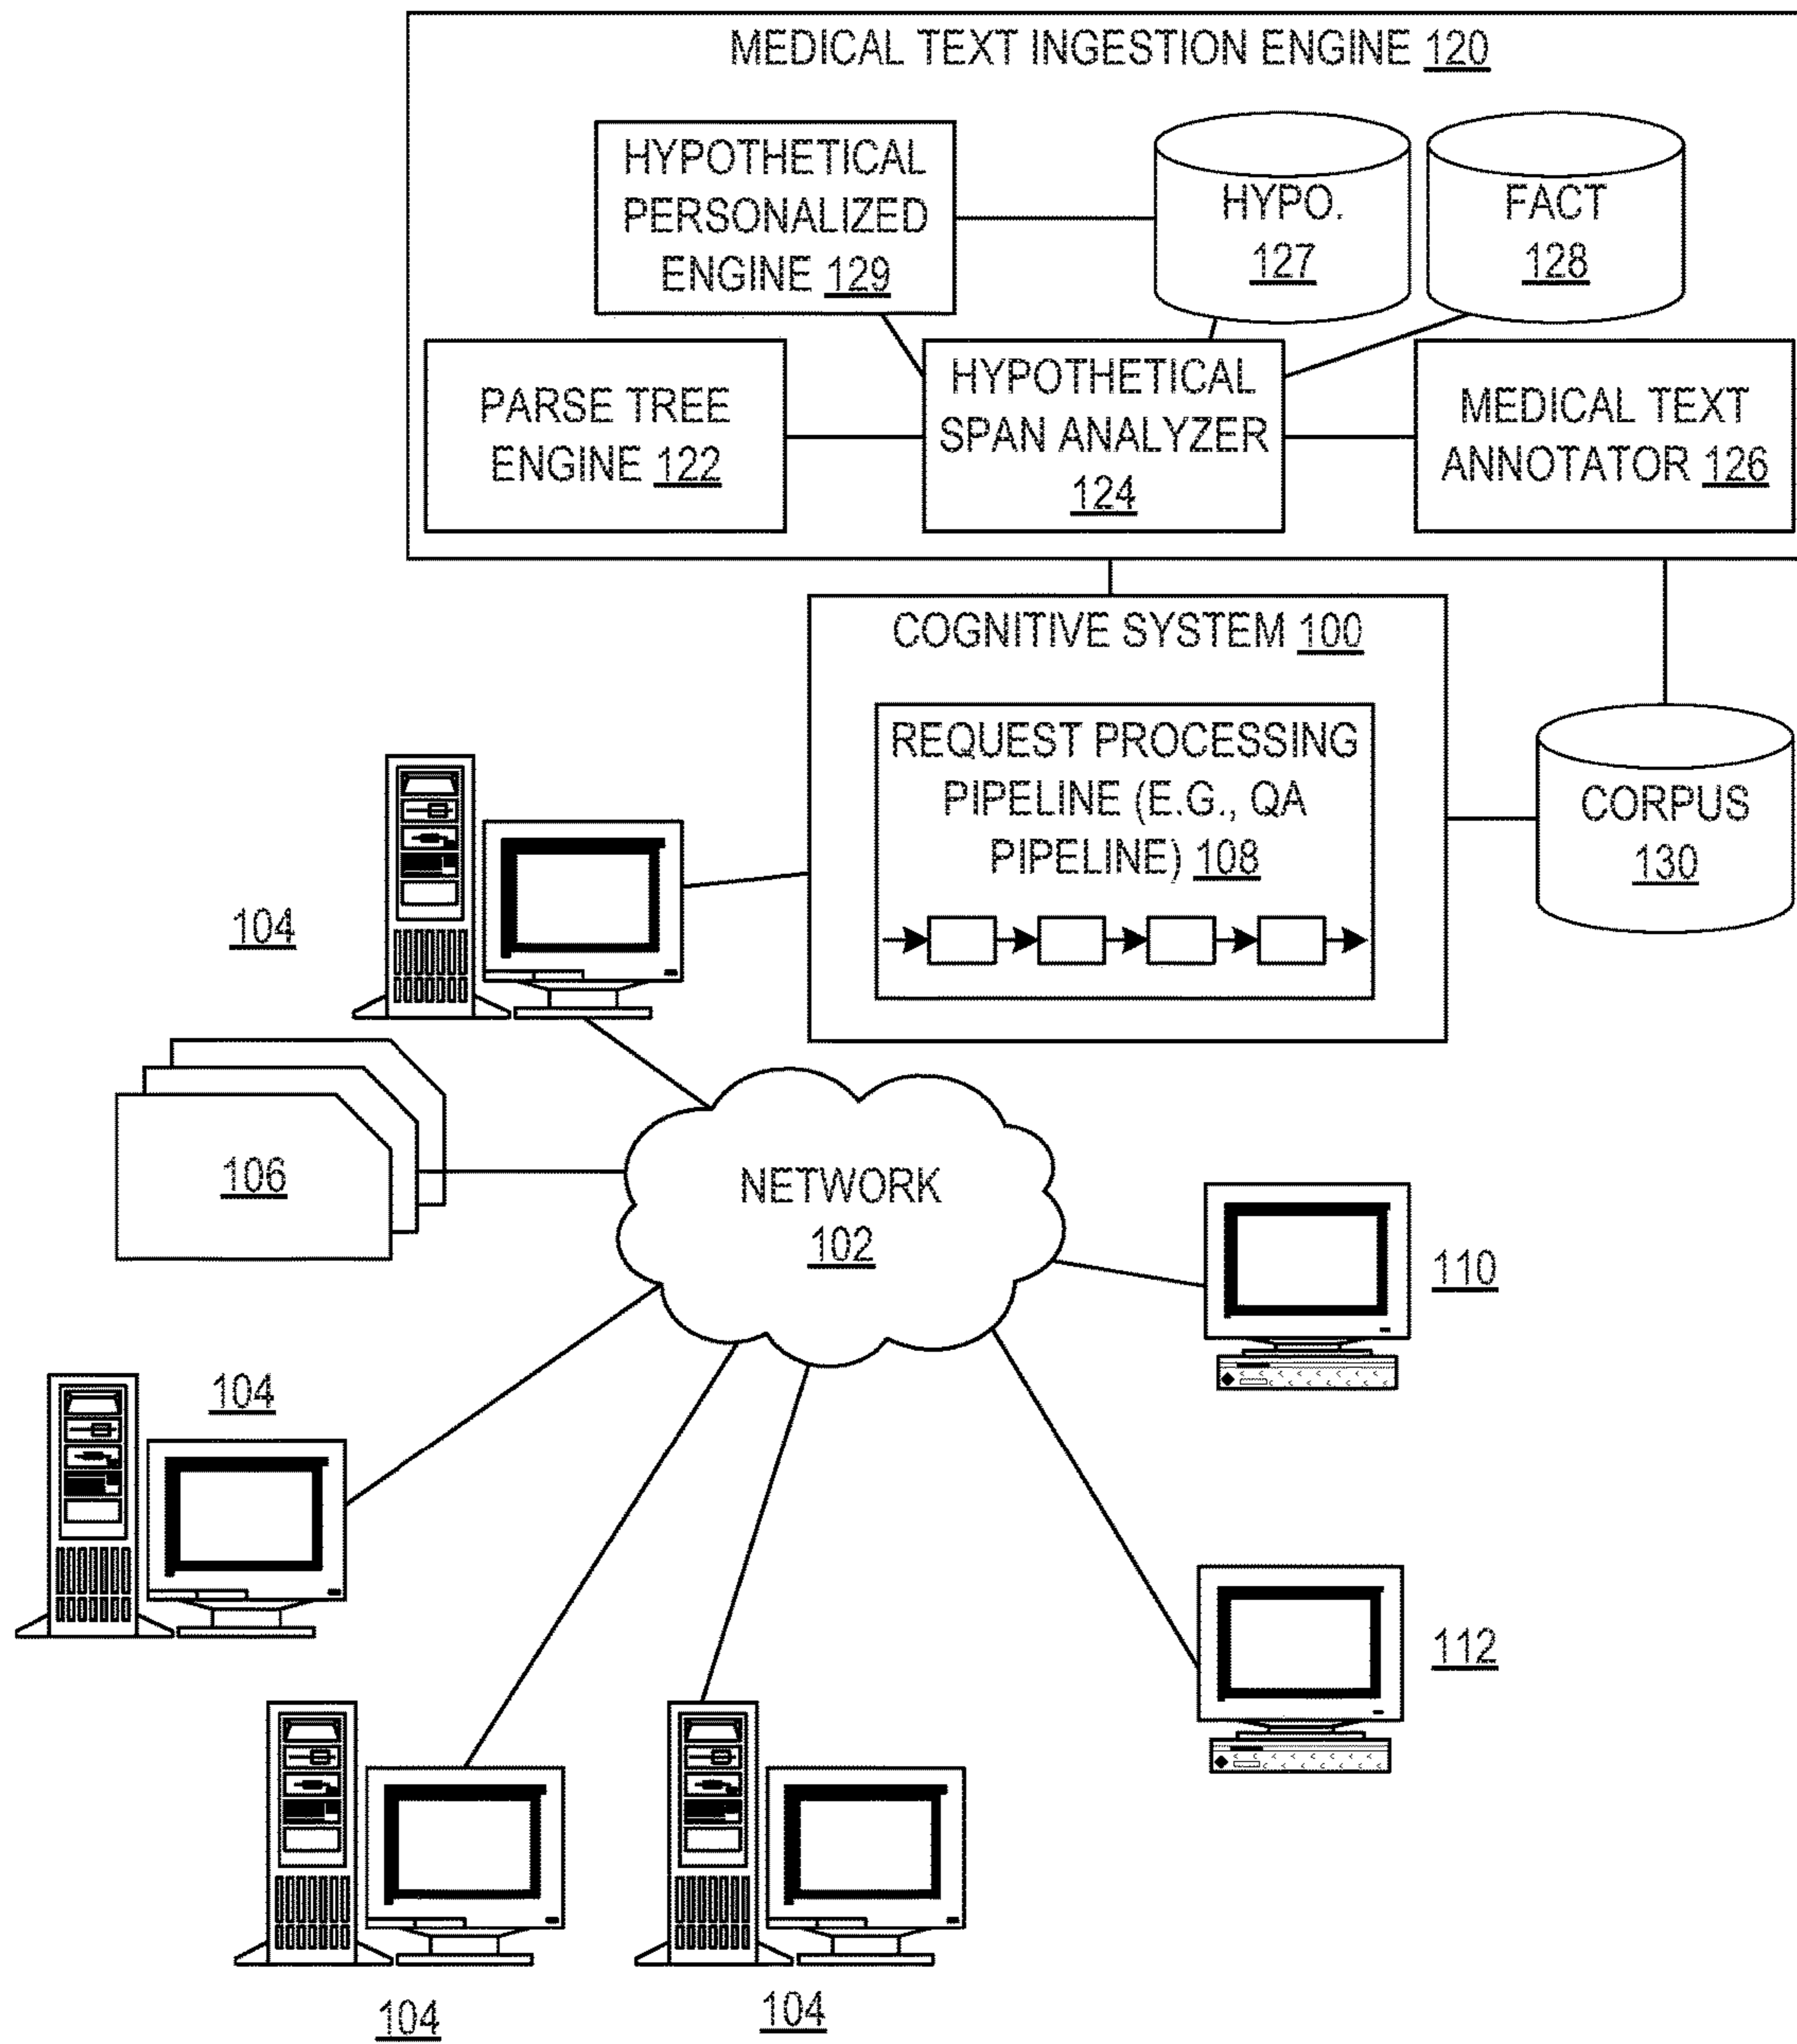 MEDICAL TEXT INGESTION ENGINE 120
HYPOTHETICAL
PERSONALIZED
ENGINE 129
HYPO.
127
FACT
128
PARSE TREE
ENGINE 122
HYPOTHETICAL
SPAN ANALYZER
124
MEDICAL TEXT
ANNOTATOR 126
COGNITIVE SYSTEM 100
REQUEST PROCESSING
PIPELINE (E.G., QA
PIPELINE) 108
CORPUS
130
104
106
NETWORK
102
110
104
112
104
104